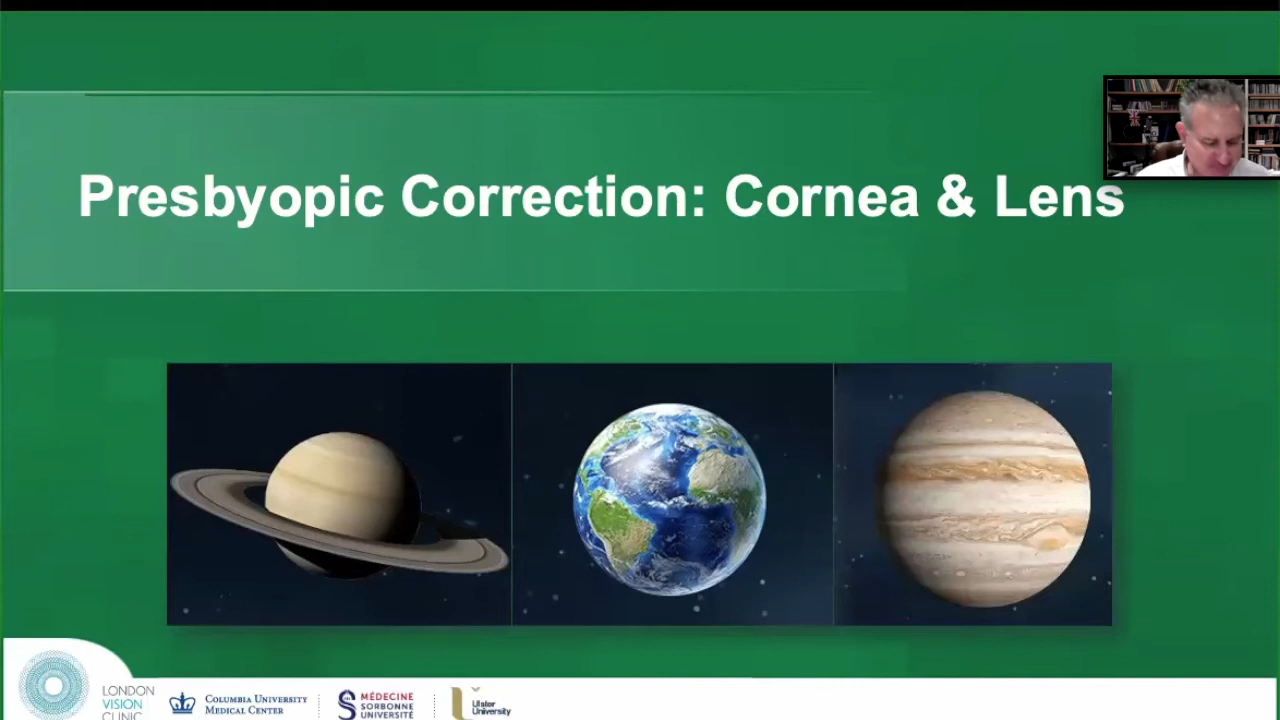 Presbyopic Correction: Cornea & Lens
LONDON
VISION
CLINIC
COLUMBIA UNIVERSITY
MEDICAL CENTER
MÉDECINE
SORBONNE
UNIVERSITÉ
Ulster
University